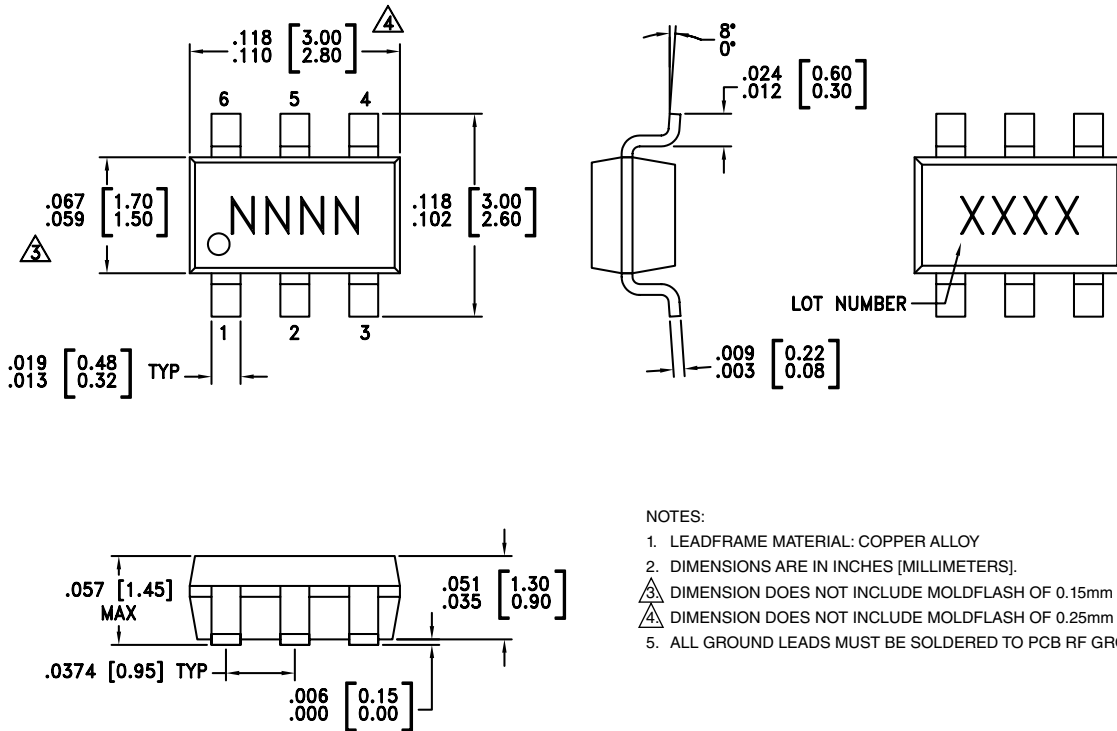 4
.118 [3.00]
.110 [2.80]
6 5 4
.067 [1.70]
.059 [1.50]
3
NNNN
.118 [3.00]
.102 [2.60]
1 2 3
.019 [0.48]
.013 [0.32] TYP
8°
0°
.024 [0.60]
.012 [0.30]
.009 [0.22]
.003 [0.08]
XXXX
LOT NUMBER
.057 [1.45]
MAX
.051 [1.30]
.035 [0.90]
.0374 [0.95] TYP
.006 [0.15]
.000 [0.00]
NOTES:
1. LEADFRAME MATERIAL: COPPER ALLOY
2. DIMENSIONS ARE IN INCHES [MILLIMETERS].
3. DIMENSION DOES NOT INCLUDE MOLDFLASH OF 0.15mm
4. DIMENSION DOES NOT INCLUDE MOLDFLASH OF 0.25mm
5. ALL GROUND LEADS MUST BE SOLDERED TO PCB RF